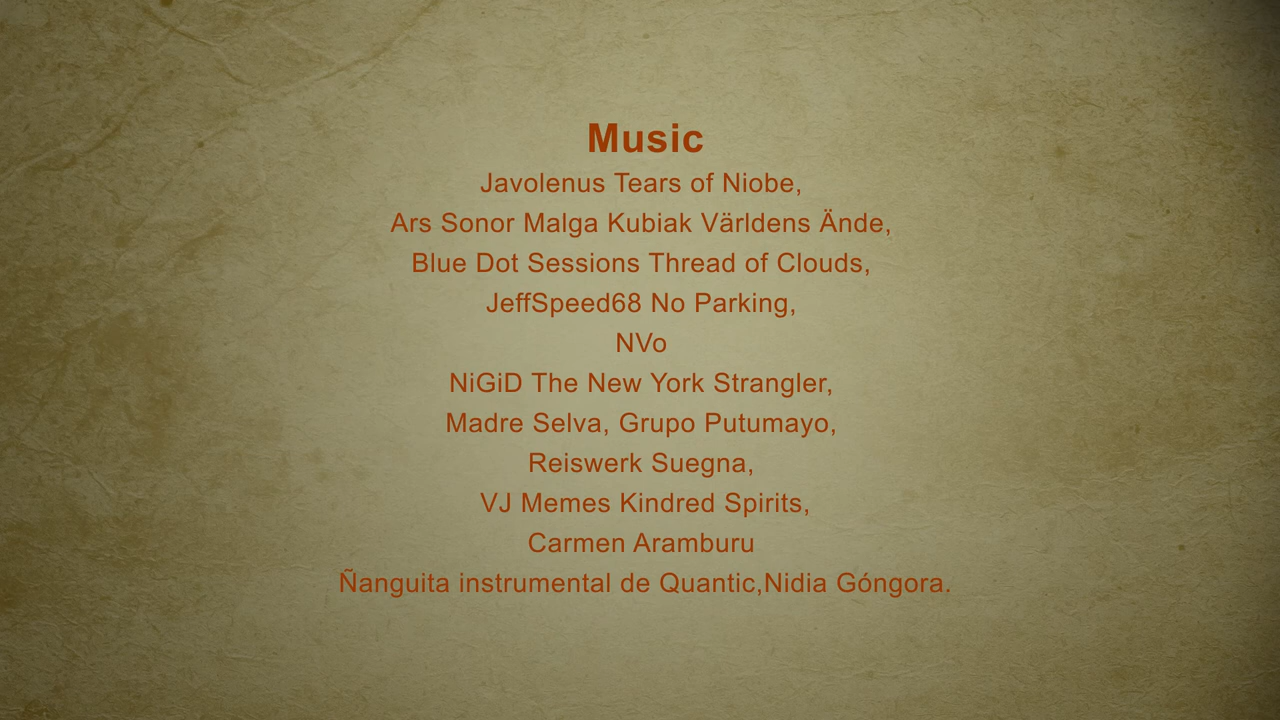 Music
Javolenus Tears of Niobe,
Ars Sonor Malga Kubiak Världens Ände,
Blue Dot Sessions Thread of Clouds,
JeffSpeed68 No Parking,
NVo
NiGiD The New York Strangler,
Madre Selva, Grupo Putumayo,
Reiswerk Suegna,
VJ Memes Kindred Spirits,
Carmen Aramburu
Ñanguita instrumental de Quantic,Nidia Góngora.